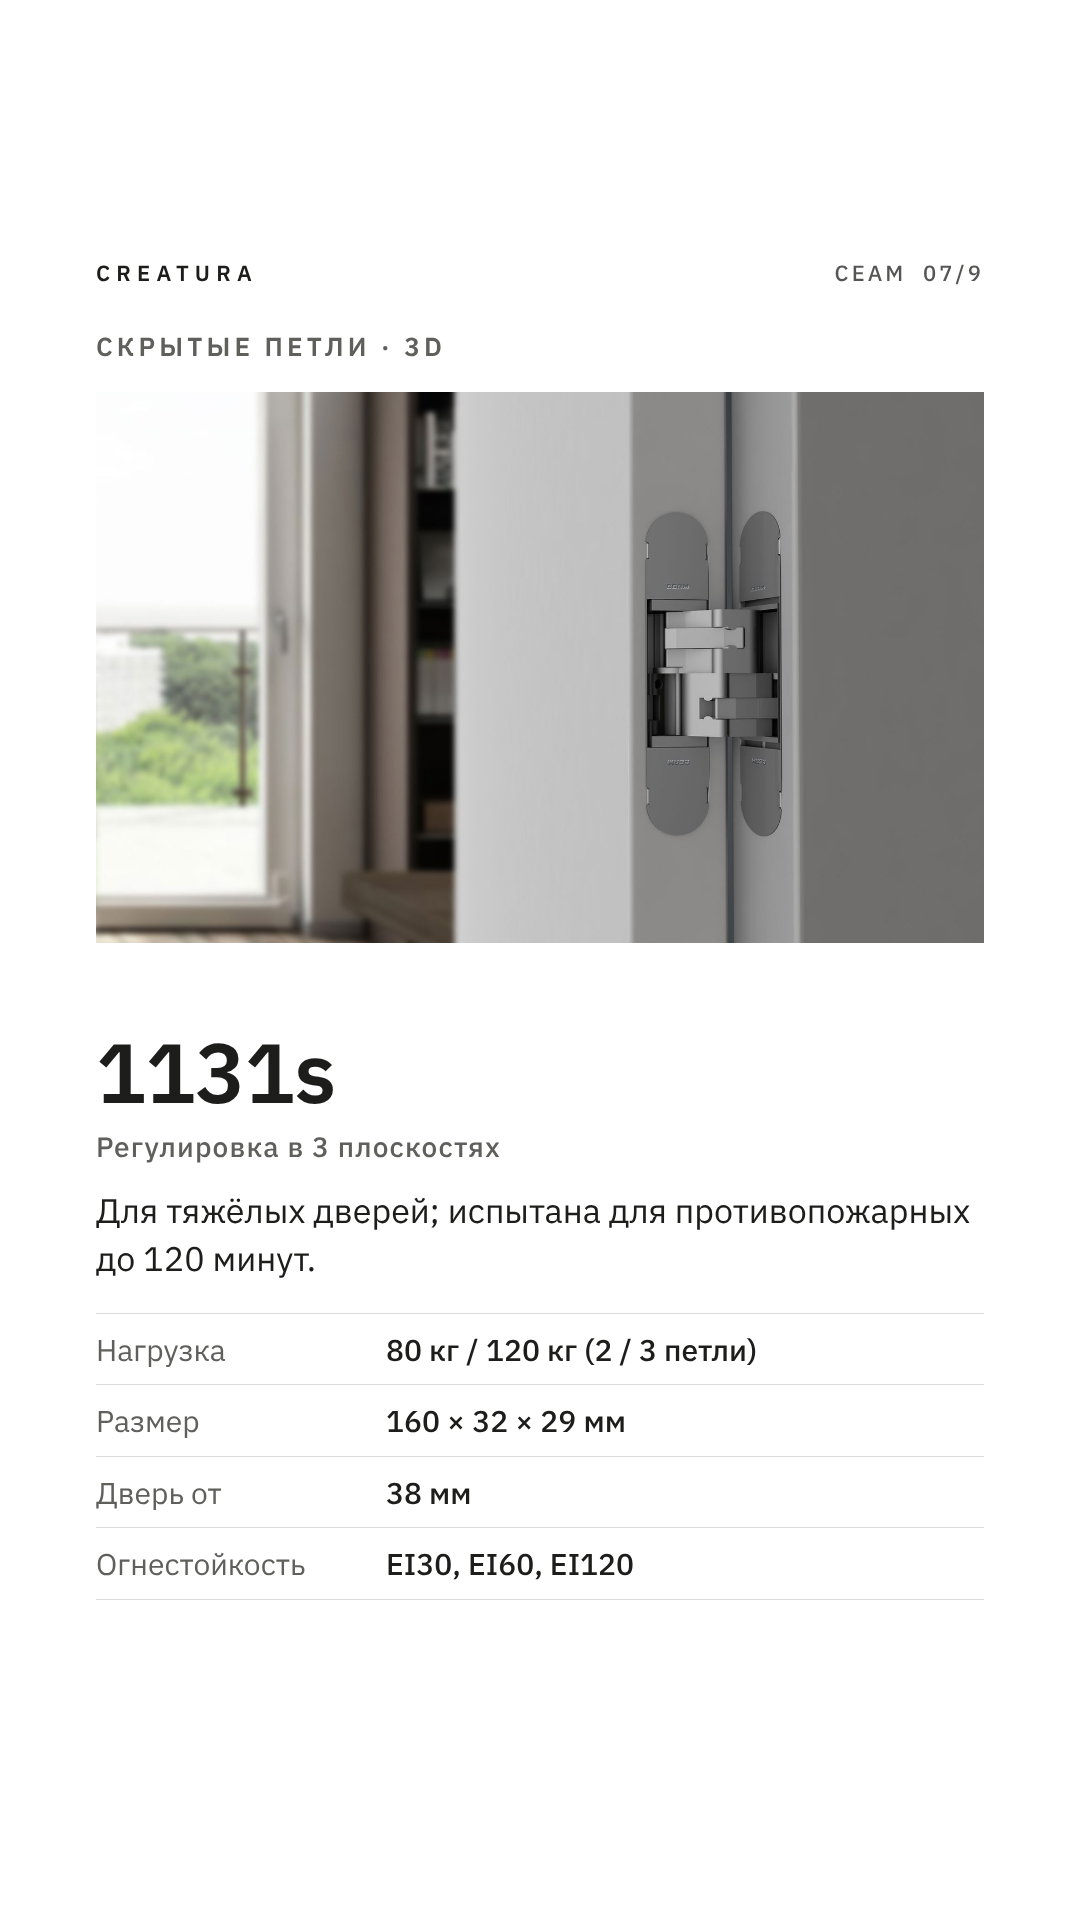 CREATURA
CEAM 07/9
СКРЫТЫЕ ПЕТЛИ · 3D
1131s
Регулировка в 3 плоскостях
Для тяжёлых дверей; испытана для противопожарных
до 120 минут.
Нагрузка 80 кг / 120 кг (2 / 3 петли)
Размер 160 × 32 × 29 мм
Дверь от 38 мм
Огнестойкость EI30, EI60, EI120